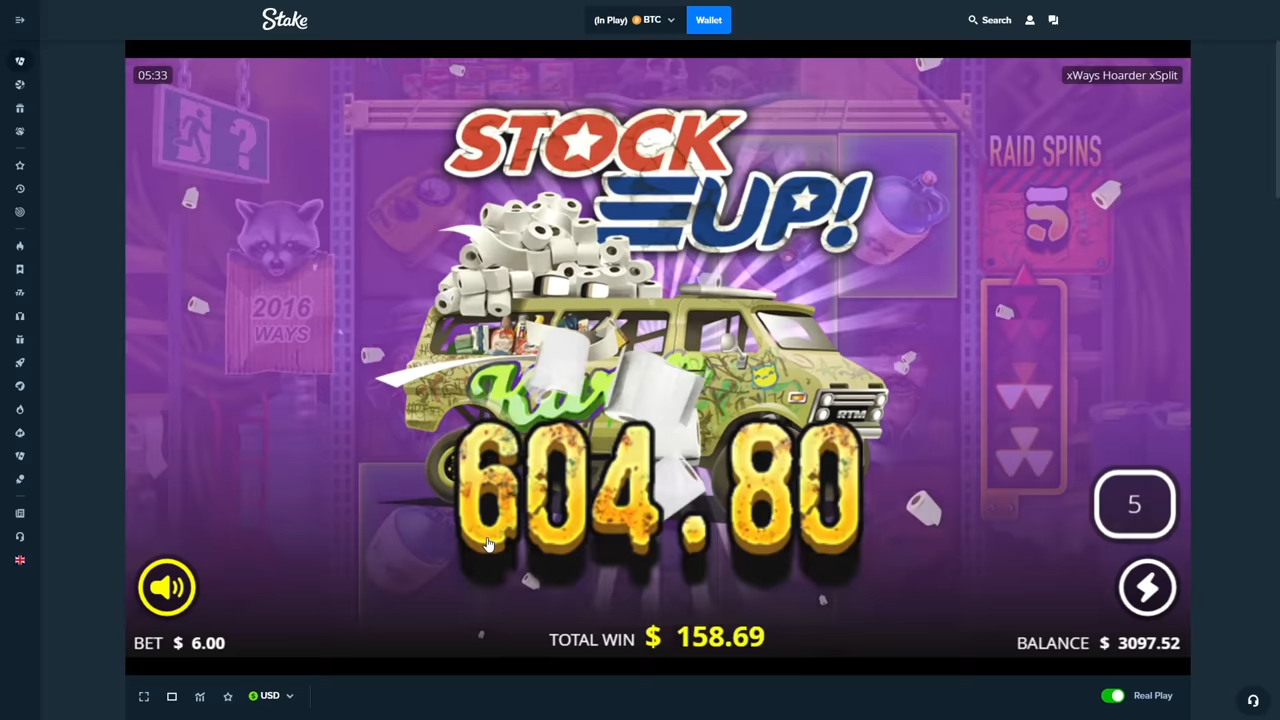 Stake
(In Play) BTC
Wallet
Search
05:33
xWays Hoarder xSplit
STOCK
UP!
RAID SPINS
?
2016
WAYS
RTM
604.80
5
BET $ 6.00
TOTAL WIN $ 158.69
BALANCE $ 3097.52
USD
Real Play